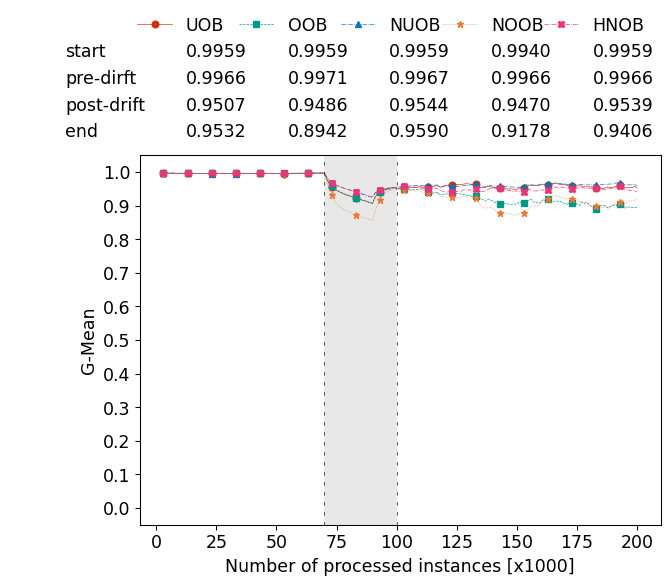 UOB OOB NUOB NOOB HNOB
start 0.9959 0.9959 0.9959 0.9940 0.9959
pre-dirft 0.9966 0.9971 0.9967 0.9966 0.9966
post-drift 0.9507 0.9486 0.9544 0.9470 0.9539
end 0.9532 0.8942 0.9590 0.9178 0.9406
1.0
0.9
0.8
0.7
0.6
0.5
0.4
0.3
0.2
0.1
0.0
G-Mean
0 25 50 75 100 125 150 175 200
Number of processed instances [x1000]